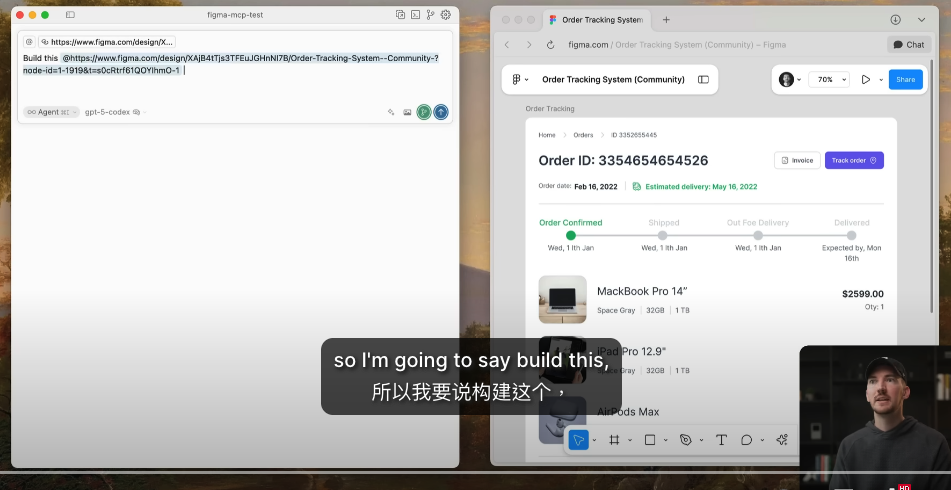 figma-mcp-test
https://www.figma.com/design/X...
Build this @https://www.figma.com/design/XAjB4tTjs3TFEuJGHnNI7B/Order-Tracking-System--Community-?
node-id=1-1919&t=s0cRtrf61QOYlhmO-1
Agent
gpt-5-codex
Order Tracking System
figma.com / Order Tracking System (Community) – Figma
Chat
Order Tracking System (Community)
70%
Share
Order Tracking
Home > Orders > ID 3352655445
Order ID: 3354654654526
Invoice
Track order
Order date: Feb 16, 2022
Estimated delivery: May 16, 2022
Order Confirmed
Shipped
Out Foe Delivery
Delivered
Wed, 1 lth Jan
Wed, 1 lth Jan
Wed, 1 lth Jan
Expected by, Mon
16th
MackBook Pro 14”
$2599.00
Space Gray | 32GB | 1 TB
Qty: 1
iPad Pro 12.9"
Space Gray | 32GB | 1 TB
AirPods Max
so I'm going to say build this,
所以我要说构建这个，
HD